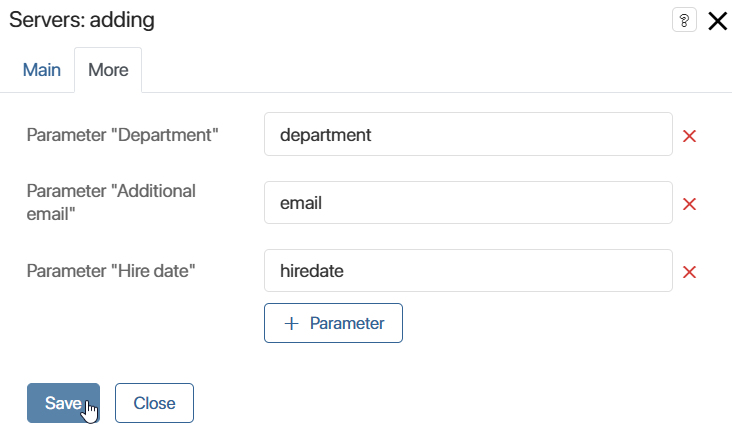 Servers: adding
?
Main
More
Parameter "Department"
department
Parameter "Additional
email"
email
Parameter "Hire date"
hiredate
+ Parameter
Save
Close